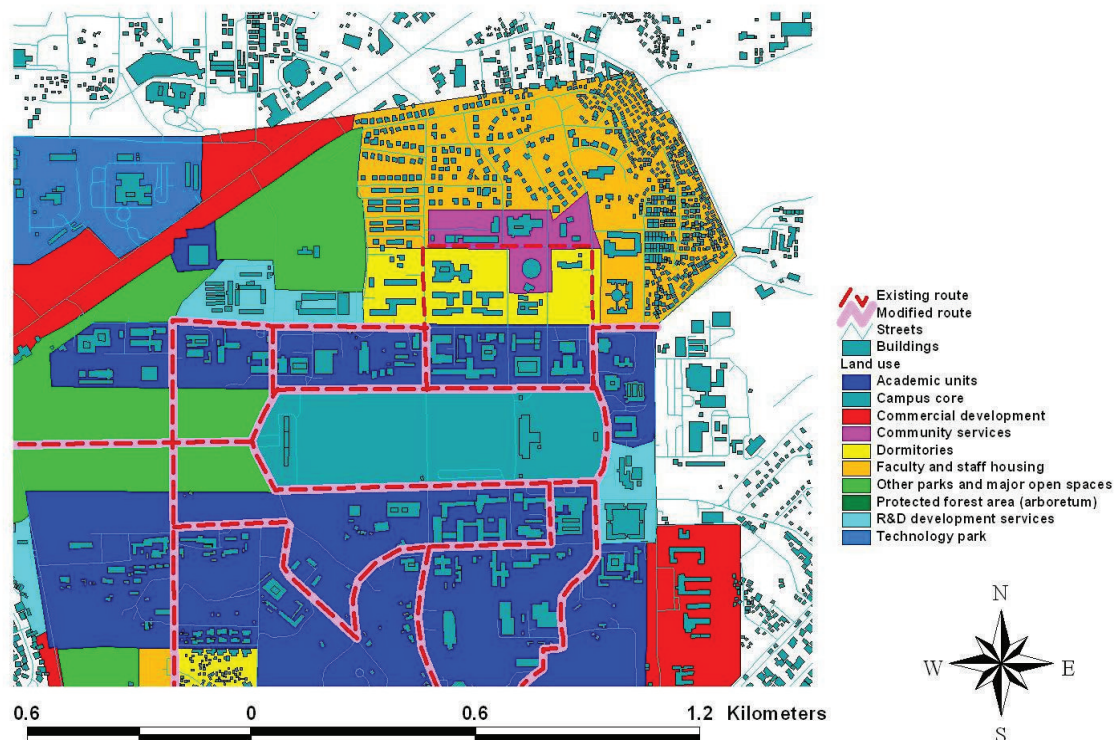 Existing route
Modified route
Streets
Buildings
Land use
Academic units
Campus core
Commercial development
Community services
Dormitories
Faculty and staff housing
Other parks and major open spaces
Protected forest area (arboretum)
R&D development services
Technology park
N
W E
S
0.6 0 0.6 1.2 Kilometers